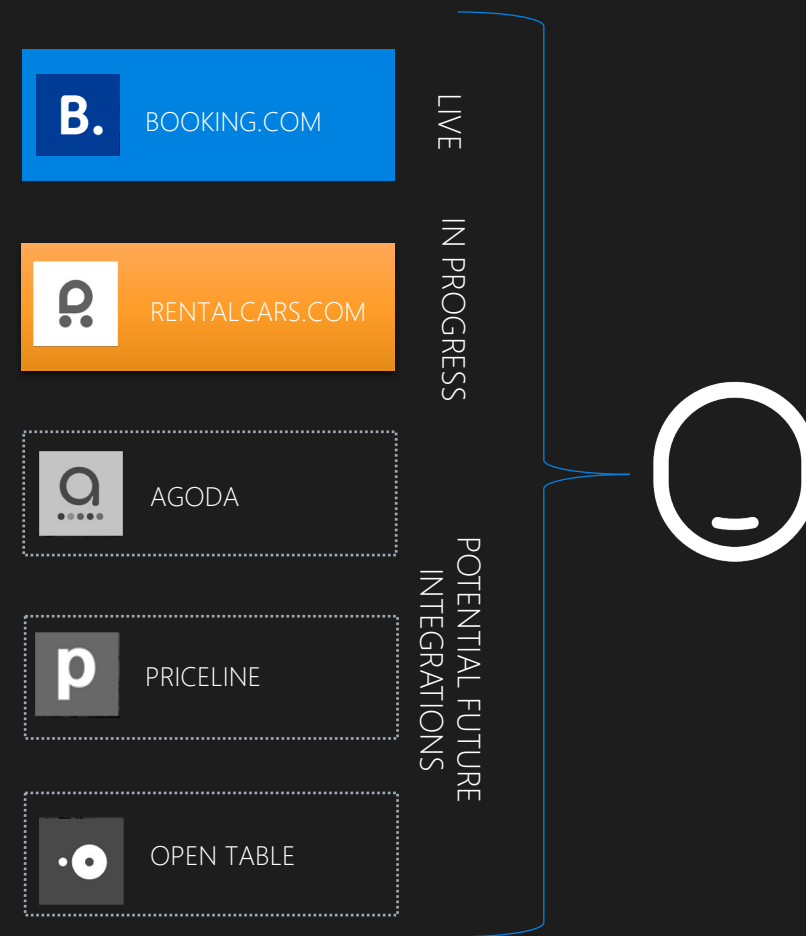 B.
BOOKING.COM
LIVE
RENTALCARS.COM
IN PROGRESS
a
AGODA
p
PRICELINE
POTENTIAL FUTURE
INTEGRATIONS
OPEN TABLE